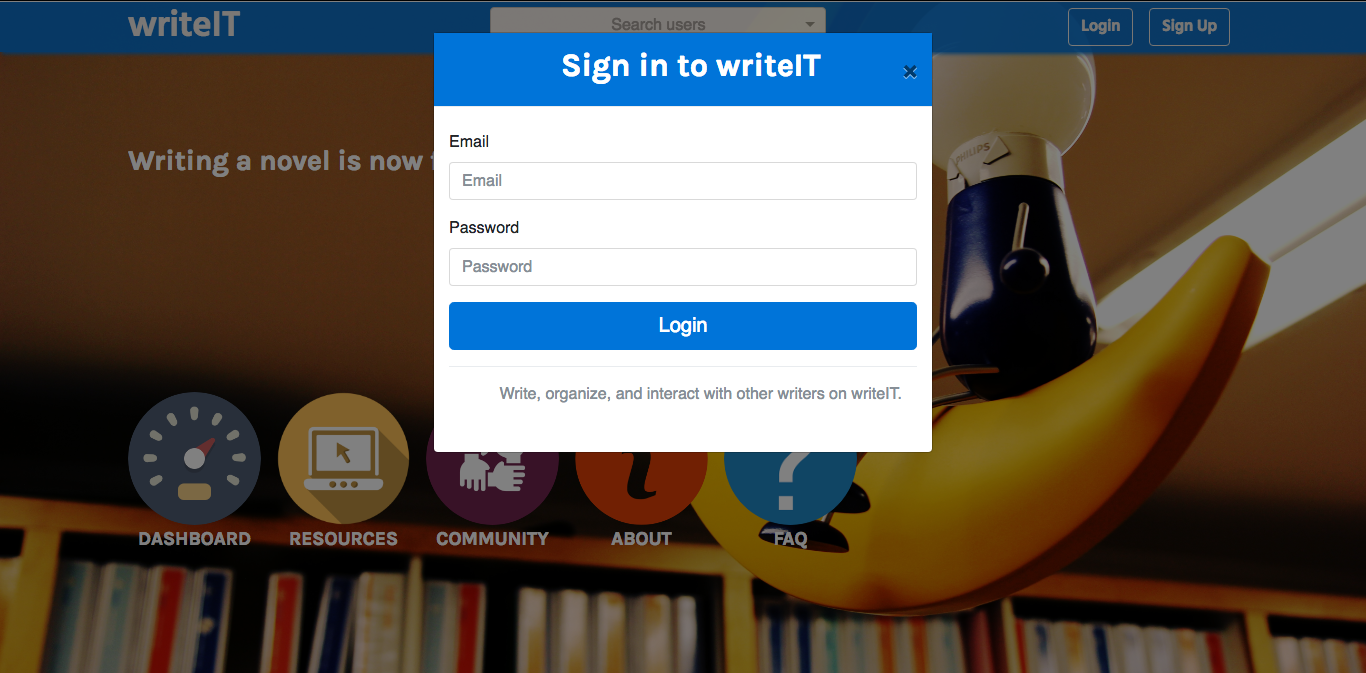 writeIT
Search users
Login
Sign Up
Sign in to writeIT
×
Writing a novel is now
Email
Email
PHILIPS
Password
Password
Login
Write, organize, and interact with other writers on writeIT.
i
?
DASHBOARD
RESOURCES
COMMUNITY
ABOUT
FAQ